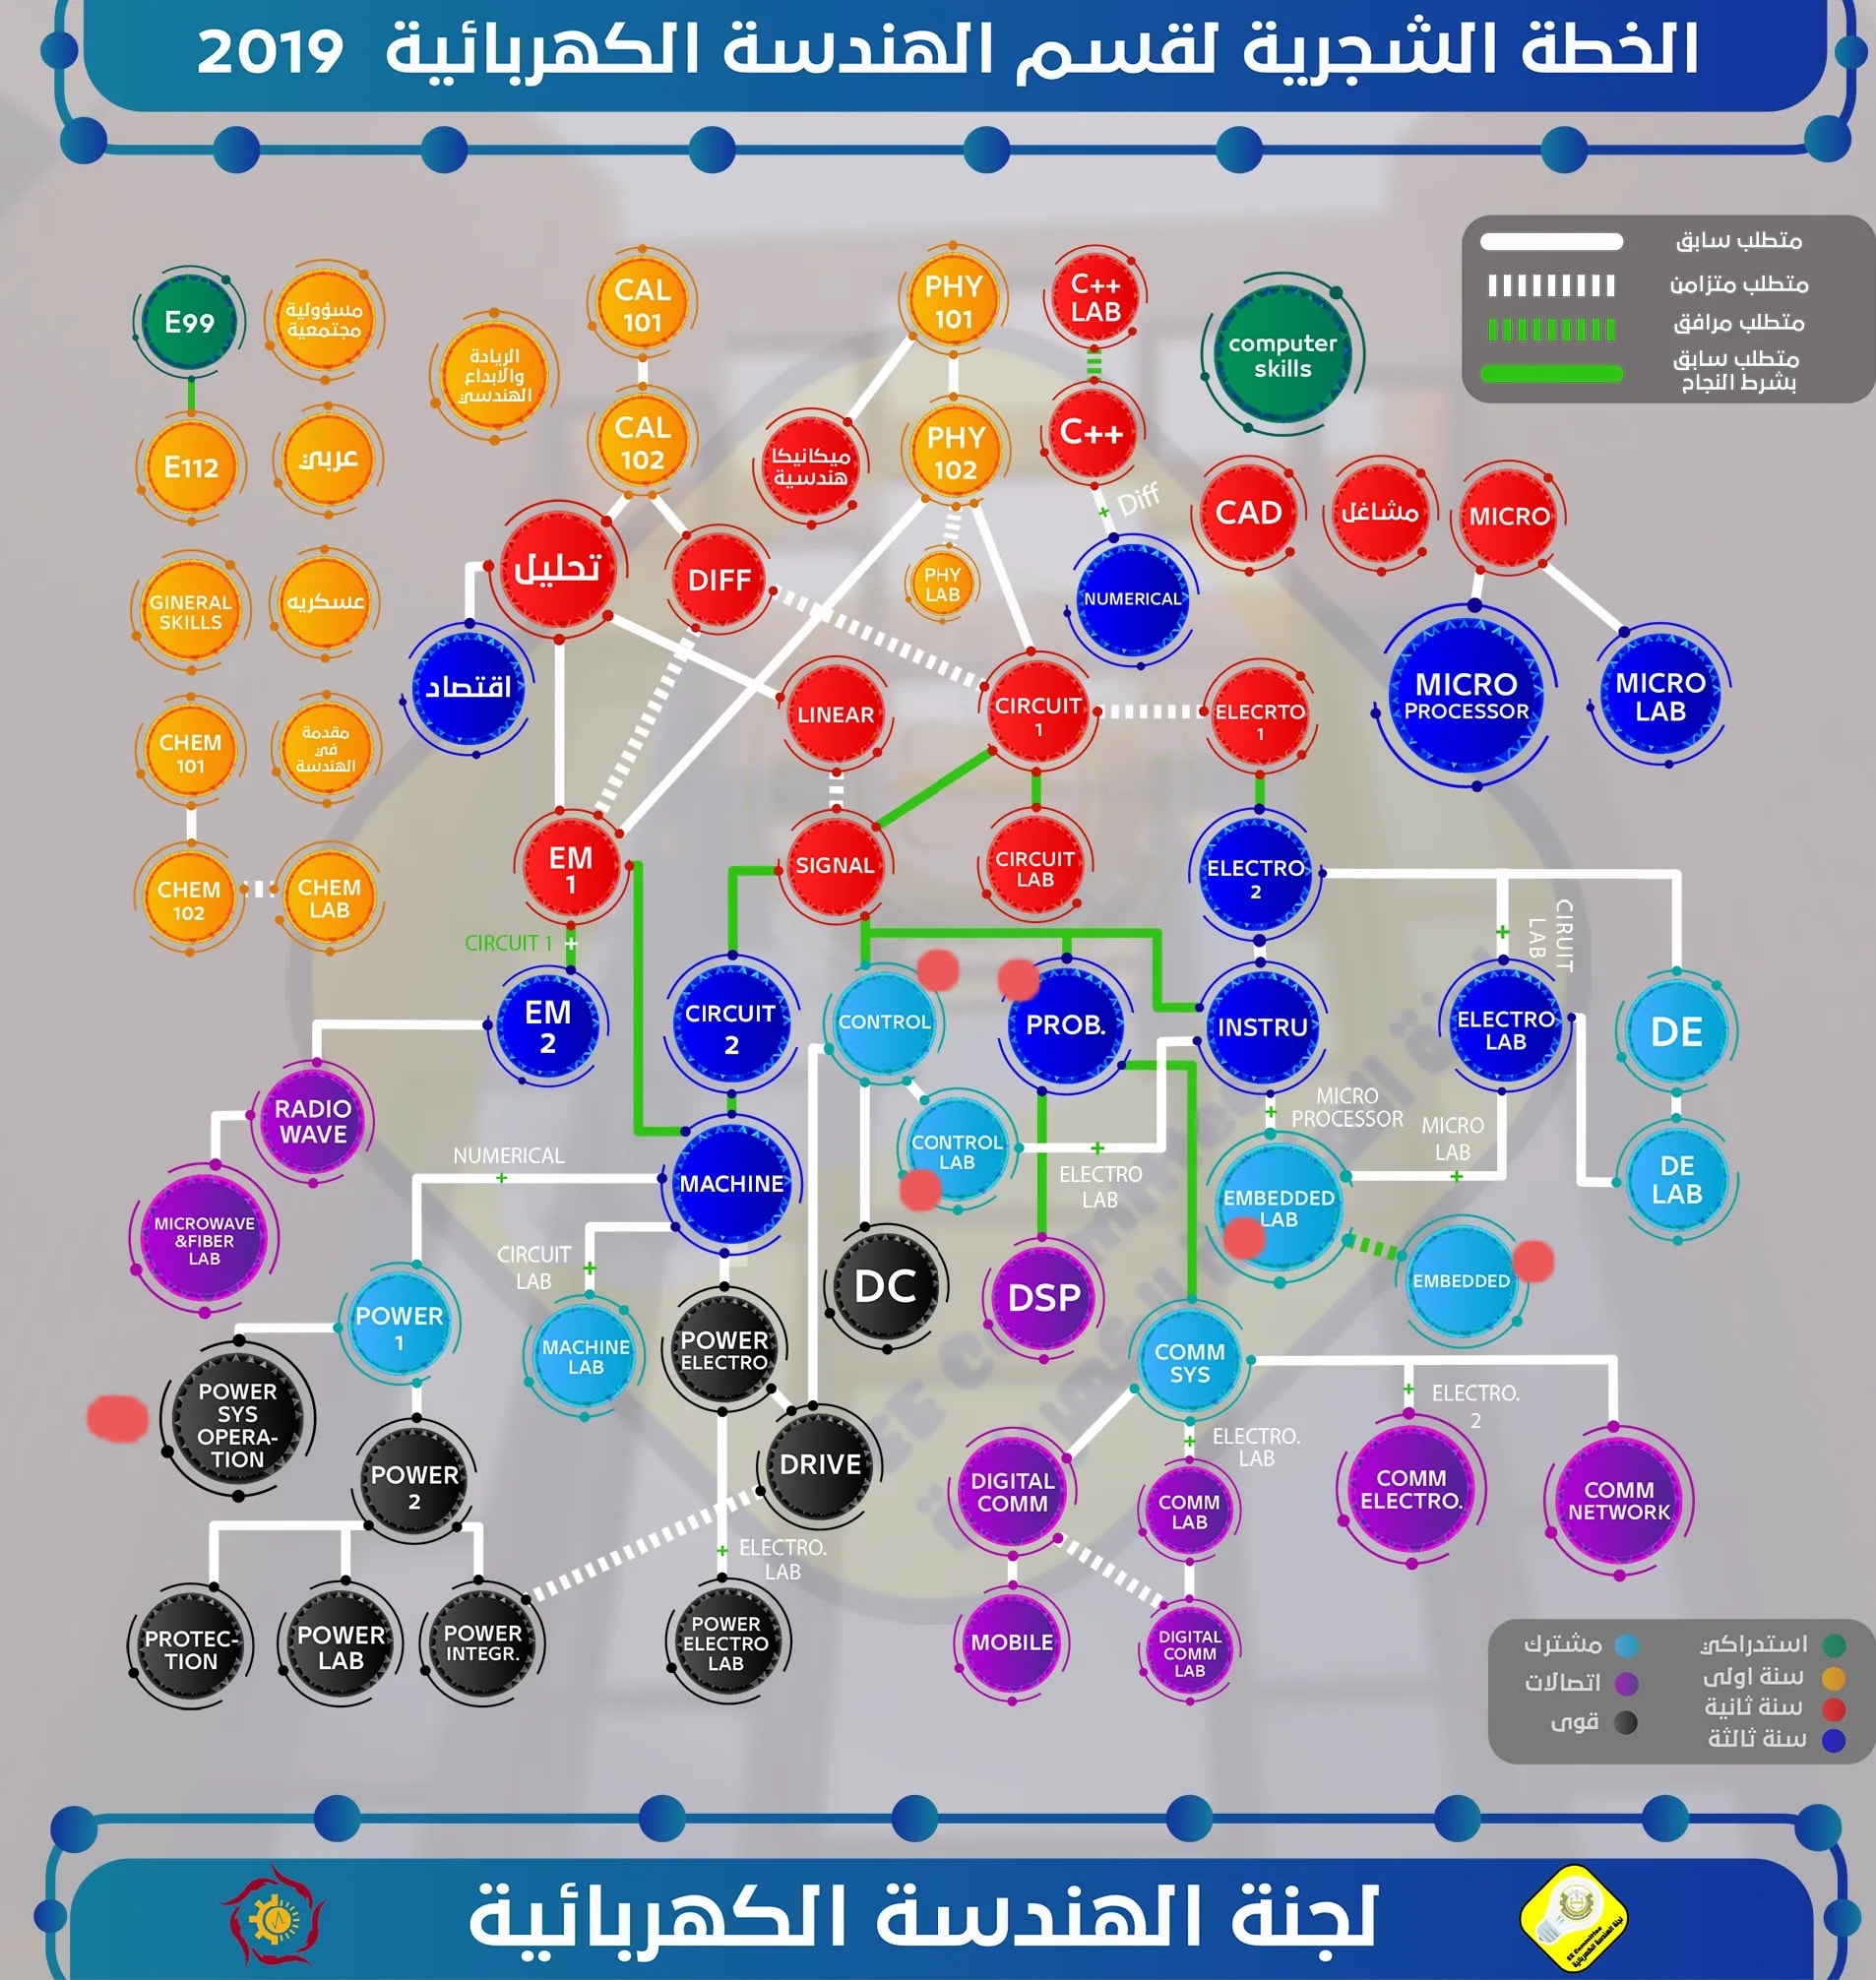 الخطة الشجرية لقسم الهندسة الكهربائية 2019
متطلب سابق
متطلب متزامن
متطلب مرافق
متطلب سابق
بشرط النجاح
E99
مسؤولية
مجتمعية
الريادة
والابداع
الهندسي
CAL
101
PHY
101
C++
LAB
computer
skills
E112
عربي
CAL
102
ميكانيكا
هندسية
PHY
102
C++
+ Diff
CAD
مشاغل
MICRO
GINERAL
SKILLS
عسكريه
تحليل
DIFF
PHY
LAB
NUMERICAL
اقتصاد
LINEAR
CIRCUIT
1
ELECRTO
1
MICRO
PROCESSOR
MICRO
LAB
CHEM
101
مقدمة
في
الهندسة
CHEM
102
CHEM
LAB
EM
1
SIGNAL
CIRCUIT
LAB
ELECTRO
2
CIRCUIT 1 +
+
CIRUIT
LAB
EM
2
CIRCUIT
2
CONTROL
PROB.
INSTRU
ELECTRO
LAB
DE
RADIO
WAVE
NUMERICAL
+
MACHINE
CONTROL
LAB
+
ELECTRO
LAB
+
MICRO
PROCESSOR
MICRO
LAB
+
EMBEDDED
LAB
DE
LAB
MICROWAVE
&FIBER
LAB
CIRCUIT
LAB
+
DC
DSP
EMBEDDED
POWER
1
MACHINE
LAB
POWER
ELECTRO
COMM
SYS
POWER
SYS
OPERA-
TION
+
ELECTRO.
2
POWER
2
DRIVE
DIGITAL
COMM
+
ELECTRO.
LAB
COMM
LAB
COMM
ELECTRO.
COMM
NETWORK
+
ELECTRO.
LAB
PROTEC-
TION
POWER
LAB
POWER
INTEGR.
POWER
ELECTRO
LAB
MOBILE
DIGITAL
COMM
LAB
استدراكي
سنة اولى
سنة ثانية
سنة ثالثة
مشترك
اتصالات
قوى
لجنة الهندسة الكهربائية